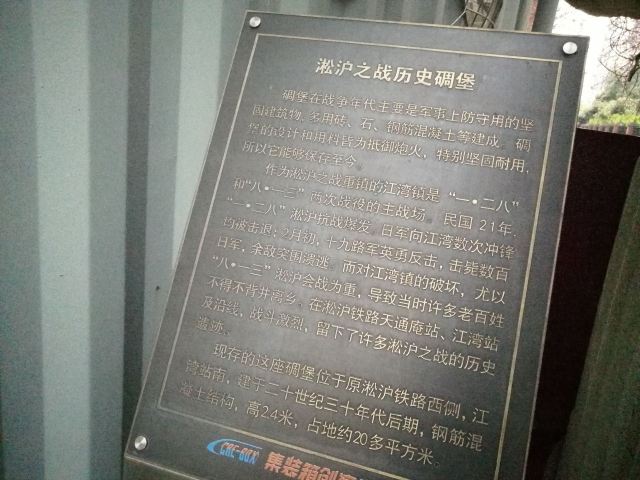 淞沪之战历史碉堡
碉堡在战争年代主要是军事上防守用的坚
固建筑物，多用砖、石、钢筋混凝土等建成。碉
堡的设计和用料皆为抵御炮火，特别坚固耐用，
所以它能够保存至今。
作为淞沪之战重镇的江湾镇是“一•二八”
和“八•一三”两次战役的主战场。民国21年，
“一•二八”淞沪抗战爆发。日军向江湾数次冲锋
均被击退；2月初，十九路军英勇反击，击毙数百
日军，余敌突围溃逃。而对江湾镇的破坏，尤以
“八•一三”淞沪会战为重，导致当时许多老百姓
不得不背井离乡。在淞沪铁路天通庵站、江湾站
及沿线，战斗激烈，留下了许多淞沪之战的历史
遗迹。
现存的这座碉堡位于原淞沪铁路西侧，江
湾站南，建于二十世纪三十年代后期，钢筋混
凝土结构，高2.4米，占地约20多平方米。
CRE-BOX 集装箱创